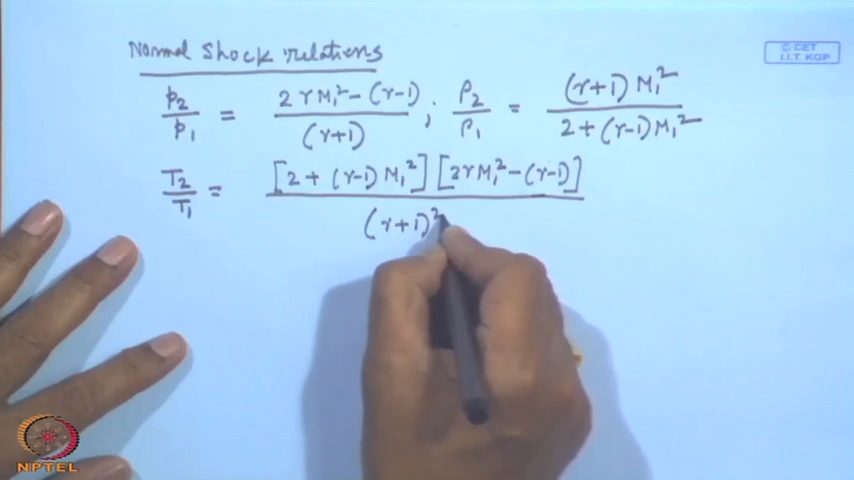 Normal Shock relations
© CET
I.I.T. KGP
p₂/p₁ = (2γM₁² - (γ-1))/(γ+1) ; ρ₂/ρ₁ = ((γ+1)M₁²)/(2+(γ-1)M₁²)
T₂/T₁ = [2 + (γ-1)M₁²][2γM₁² - (γ-1)]/(γ+1)²
NPTEL